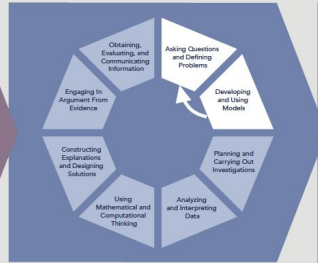 Asking Questions
and Defining
Problems
Developing
and Using
Models
Planning and
Carrying Out
Investigations
Analyzing
and Interpreting
Data
Using
Mathematical and
Computational
Thinking
Constructing
Explanations
and Designing
Solutions
Engaging In
Argument From
Evidence
Obtaining,
Evaluating, and
Communicating
Information